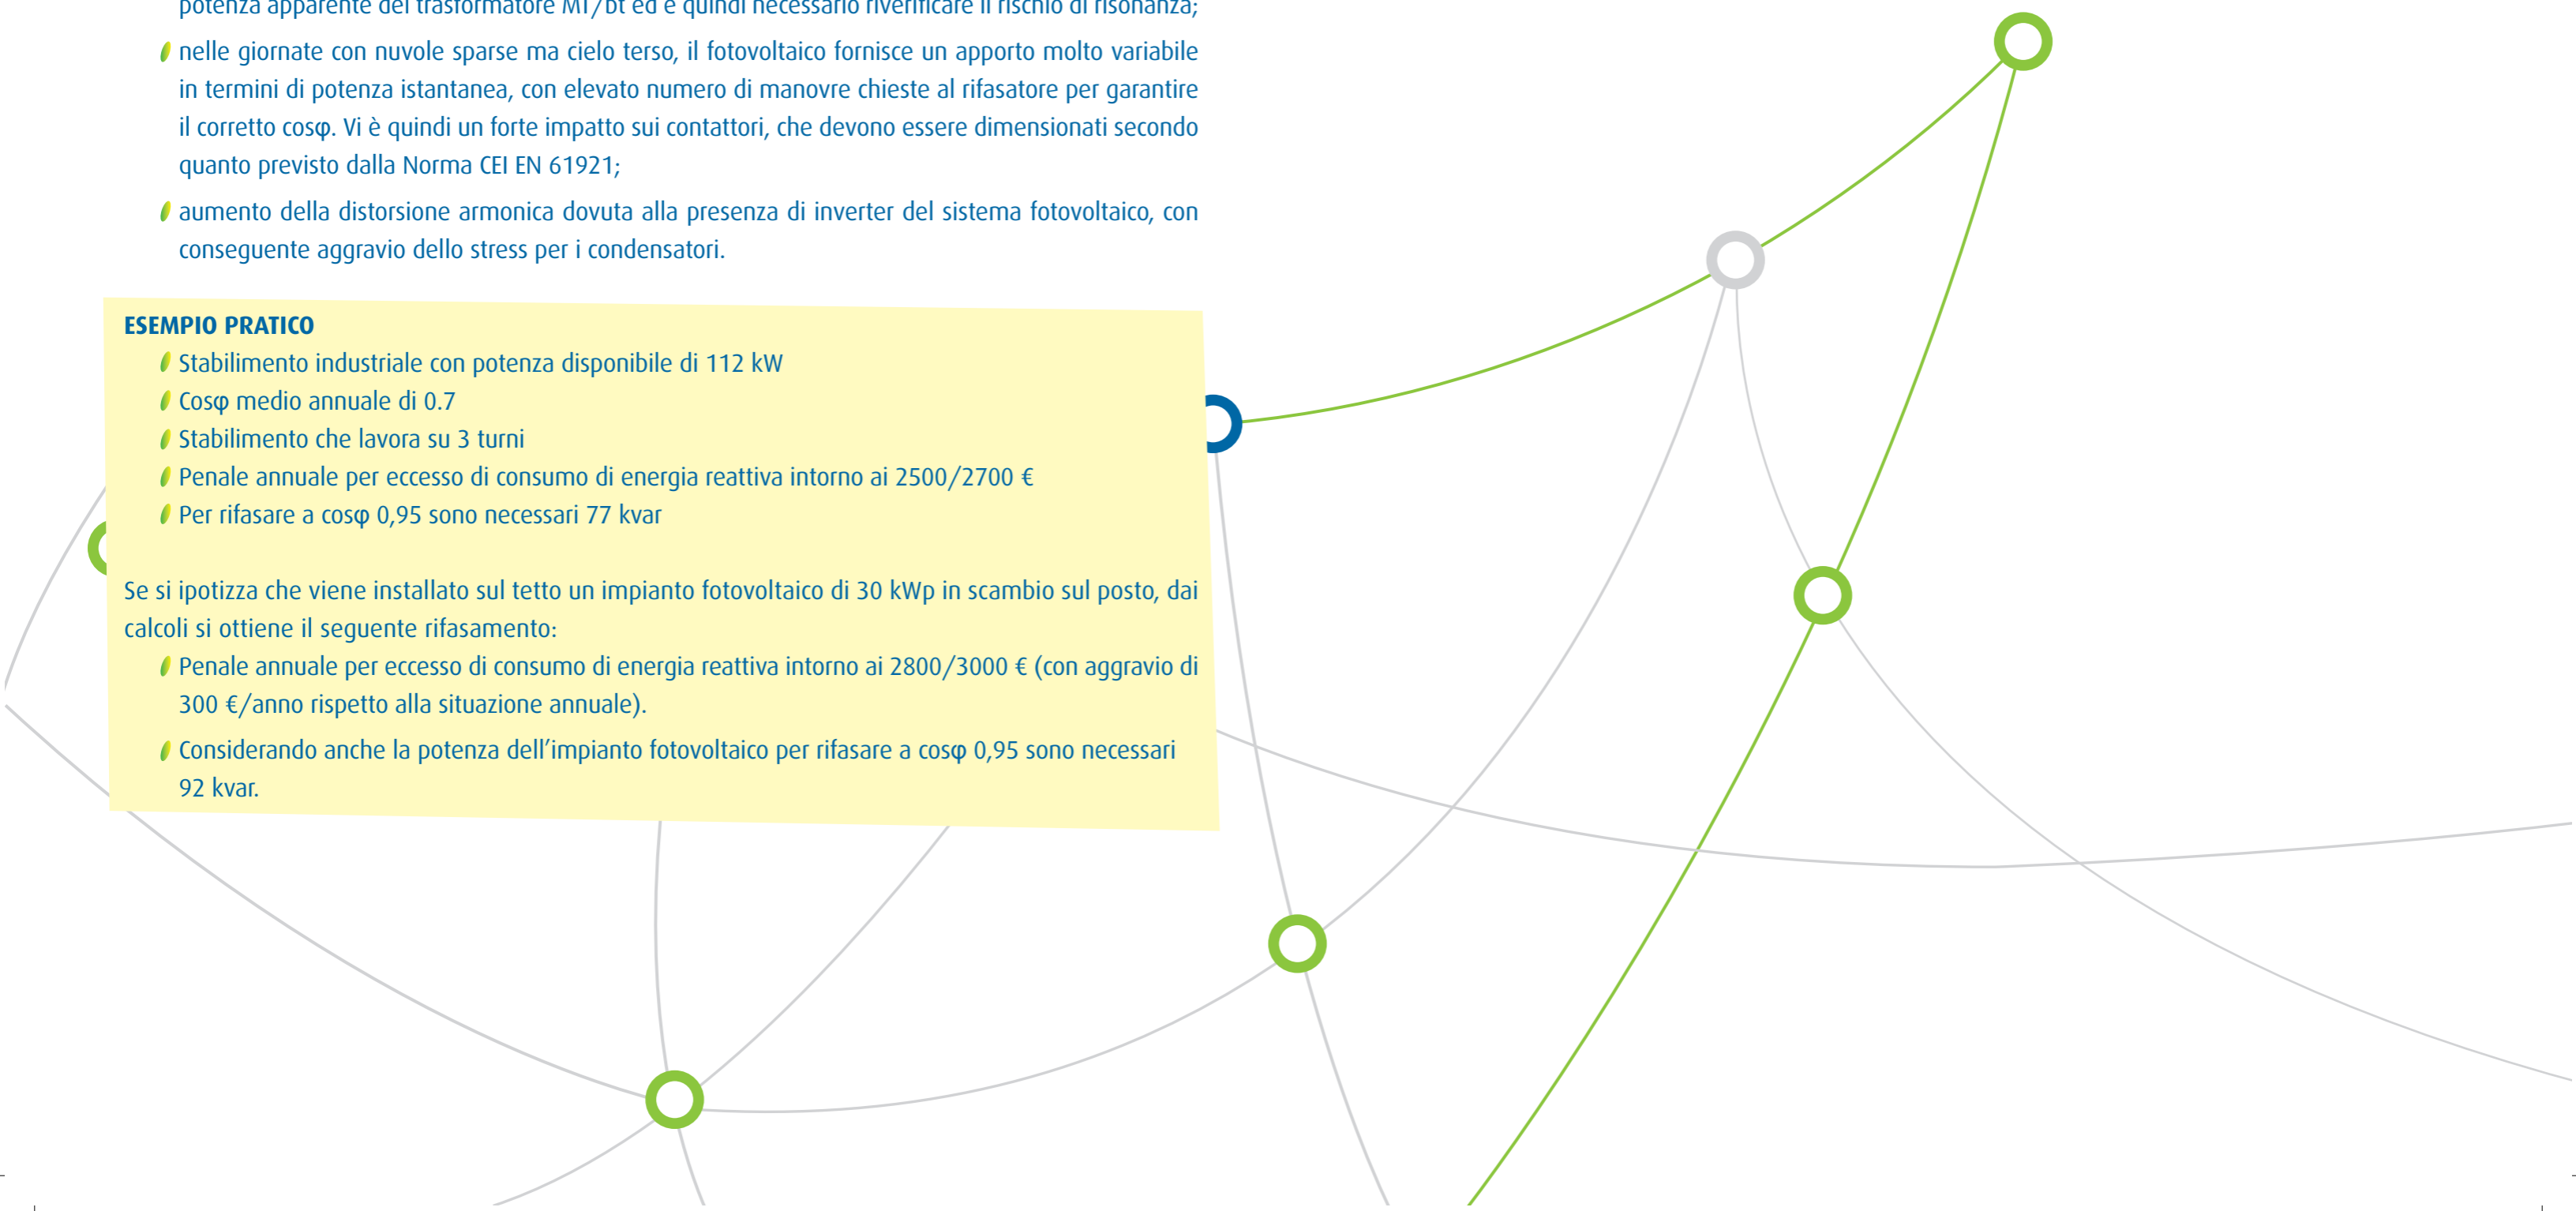 potenza apparente del trasformatore MT/bt ed è quindi necessario riverificare il rischio di risonanza;
nelle giornate con nuvole sparse ma cielo terso, il fotovoltaico fornisce un apporto molto variabile
in termini di potenza istantanea, con elevato numero di manovre chieste al rifasatore per garantire
il corretto cosφ. Vi è quindi un forte impatto sui contattori, che devono essere dimensionati secondo
quanto previsto dalla Norma CEI EN 61921;
aumento della distorsione armonica dovuta alla presenza di inverter del sistema fotovoltaico, con
conseguente aggravio dello stress per i condensatori.
ESEMPIO PRATICO
Stabilimento industriale con potenza disponibile di 112 kW
Cosφ medio annuale di 0.7
Stabilimento che lavora su 3 turni
Penale annuale per eccesso di consumo di energia reattiva intorno ai 2500/2700 €
Per rifasare a cosφ 0,95 sono necessari 77 kvar
Se si ipotizza che viene installato sul tetto un impianto fotovoltaico di 30 kWp in scambio sul posto, dai
calcoli si ottiene il seguente rifasamento:
Penale annuale per eccesso di consumo di energia reattiva intorno ai 2800/3000 € (con aggravio di
300 €/anno rispetto alla situazione annuale).
Considerando anche la potenza dell'impianto fotovoltaico per rifasare a cosφ 0,95 sono necessari
92 kvar.